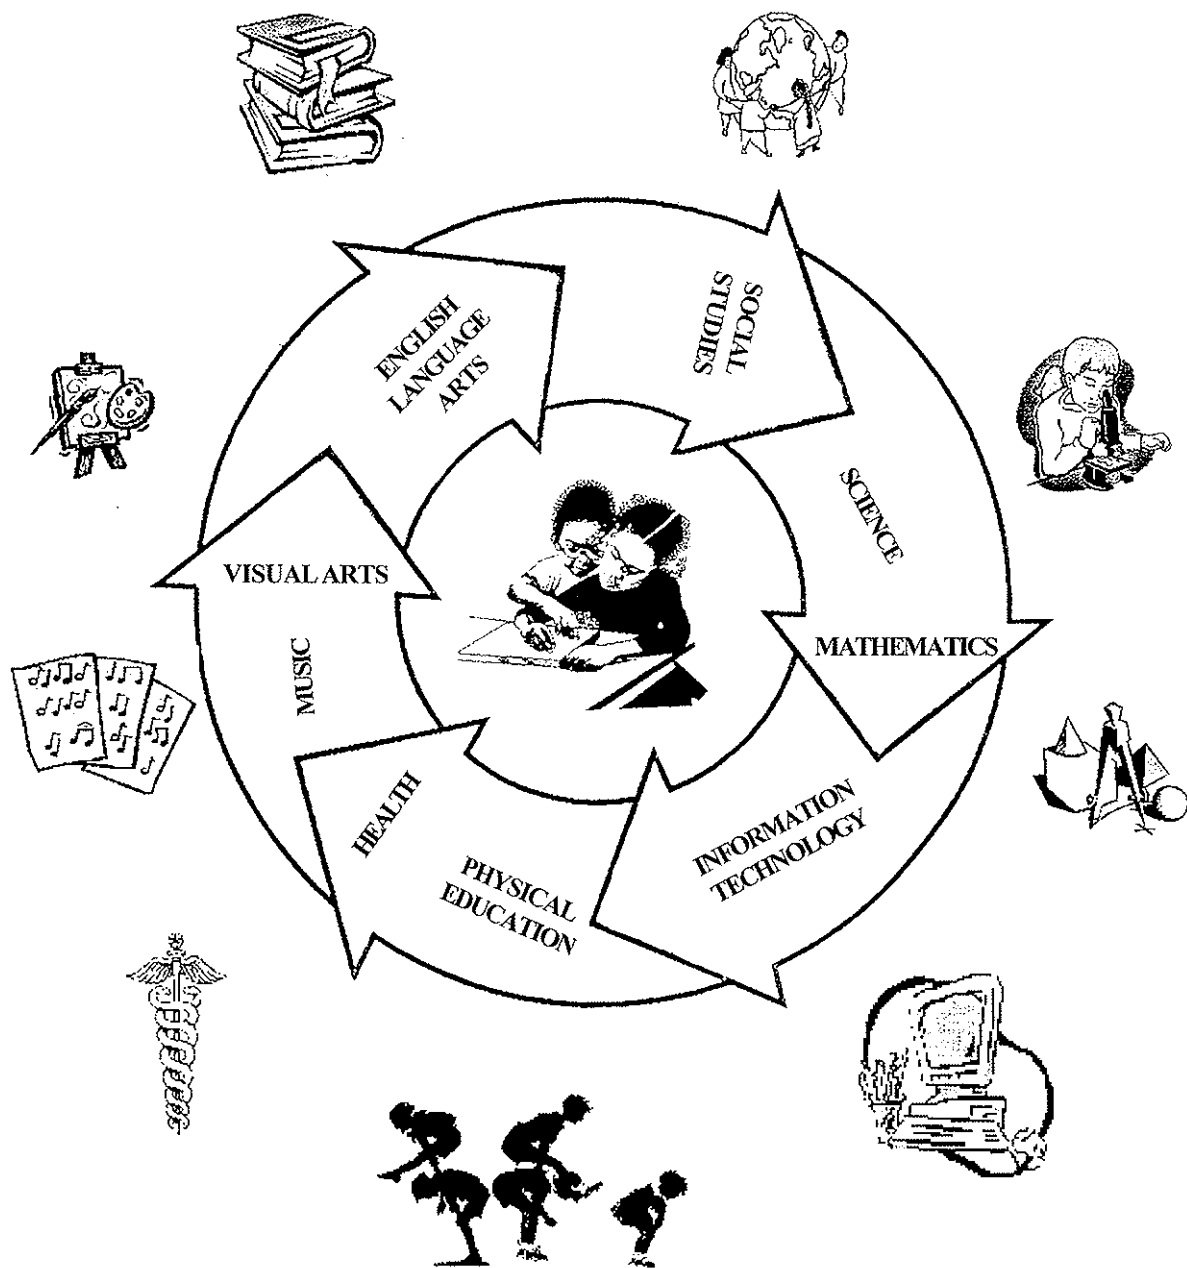 ENGLISH
LANGUAGE
ARTS
SOCIAL
STUDIES
SCIENCE
MATHEMATICS
INFORMATION
TECHNOLOGY
PHYSICAL
EDUCATION
HEALTH
MUSIC
VISUAL ARTS